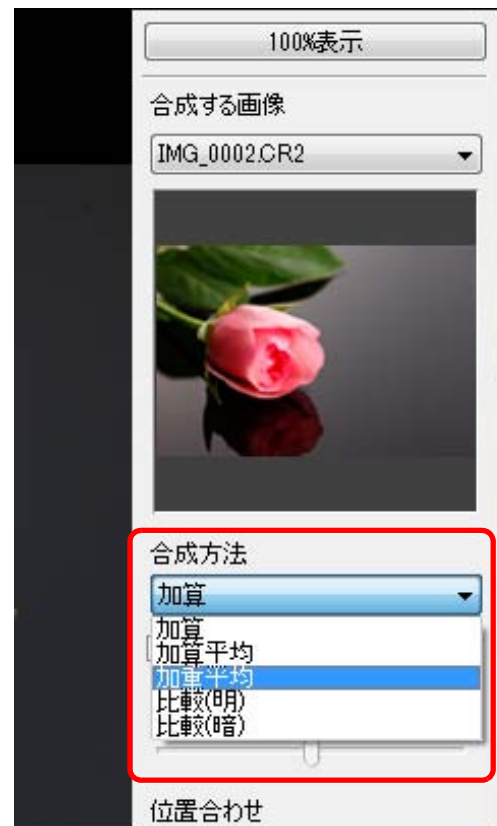 100%表示
合成する画像
IMG_0002.CR2
合成方法
加算
加算
加算平均
加重平均
比較(明)
比較(暗)
位置合わせ